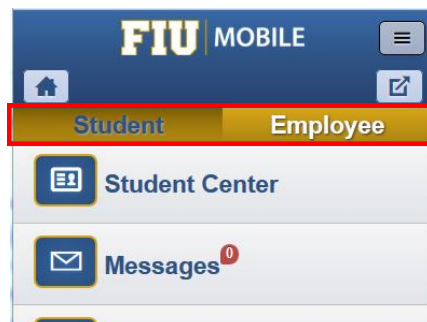 FIU MOBILE
Student Employee
Student Center
Messages 0